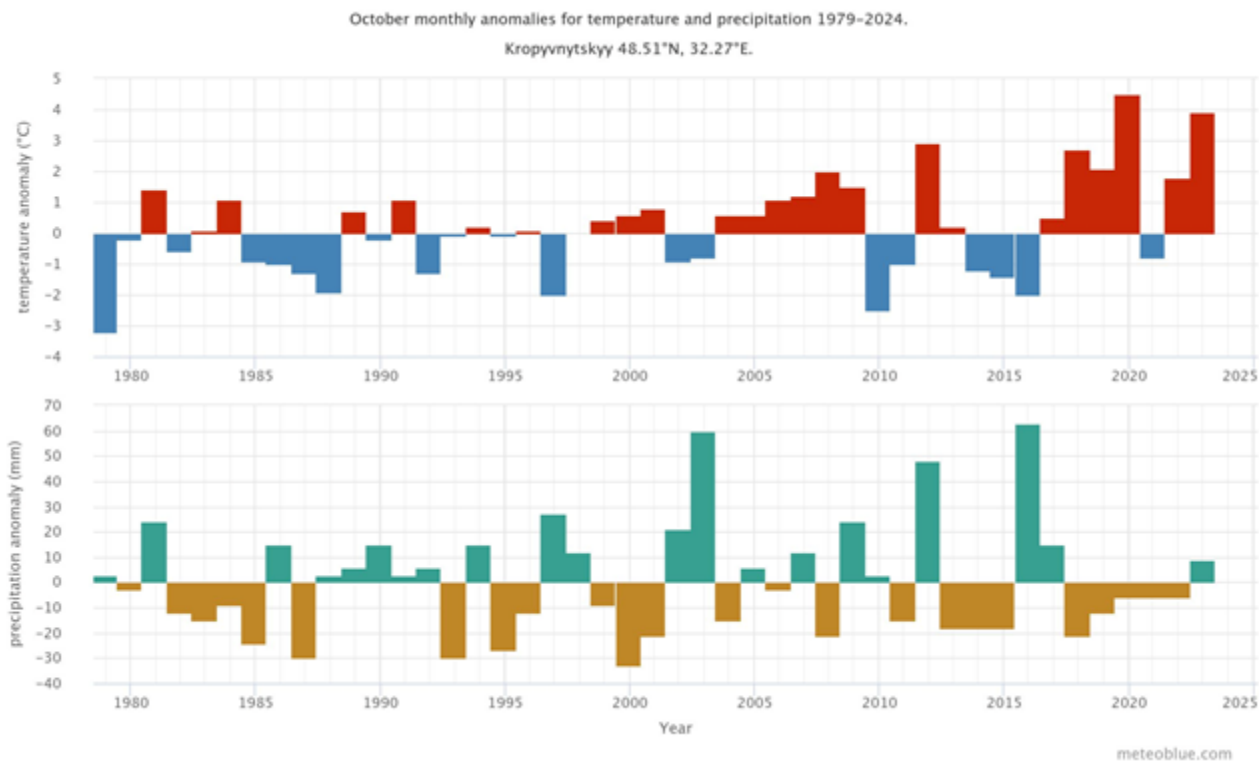 October monthly anomalies for temperature and precipitation 1979–2024.
Kropyvnytskyy 48.51°N, 32.27°E.
temperature anomaly (°C)
5
4
3
2
1
0
-1
-2
-3
-4
1980 1985 1990 1995 2000 2005 2010 2015 2020 2025
precipitation anomaly (mm)
70
60
50
40
30
20
10
0
-10
-20
-30
-40
1980 1985 1990 1995 2000 2005 2010 2015 2020 2025
Year
meteoblue.com